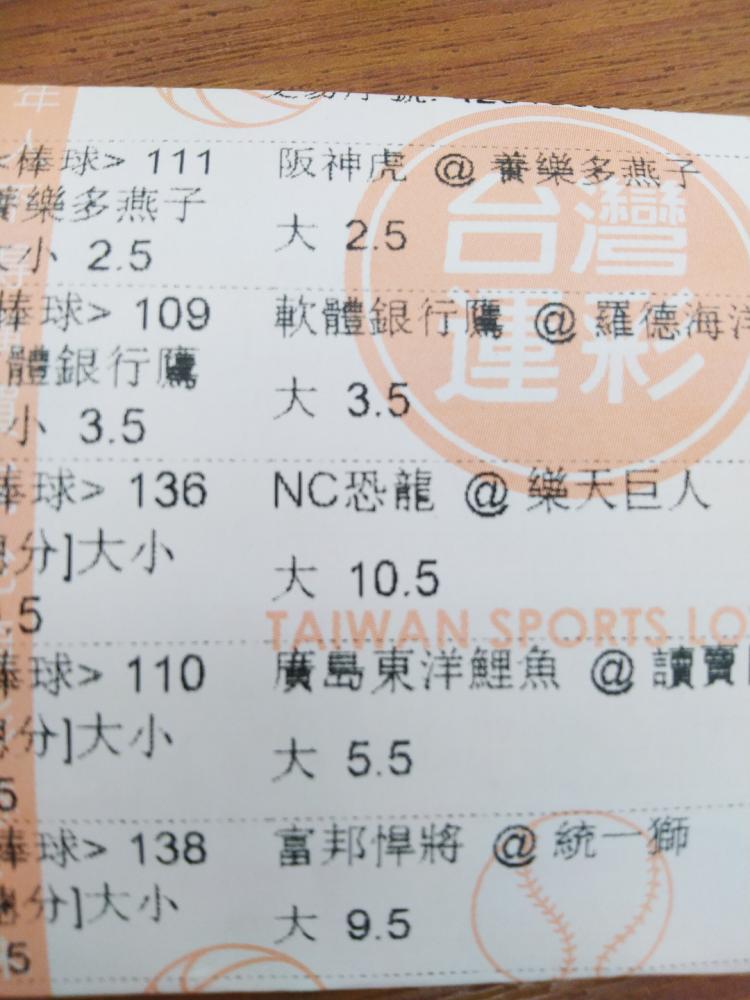 <棒球> 111 阪神虎 @ 養樂多燕子
養樂多燕子
大小 2.5 大 2.5
棒球> 109 軟體銀行鷹 @ 羅德海洋
體銀行鷹
小 3.5 大 3.5
棒球> 136 NC恐龍 @ 樂天巨人
分]大小
.5 大 10.5
棒球> 110 廣島東洋鯉魚 @ 讀賣
分]大小
5 大 5.5
棒球> 138 富邦悍將 @ 統一獅
分]大小
5 大 9.5
台灣
運彩
TAIWAN SPORTS LO